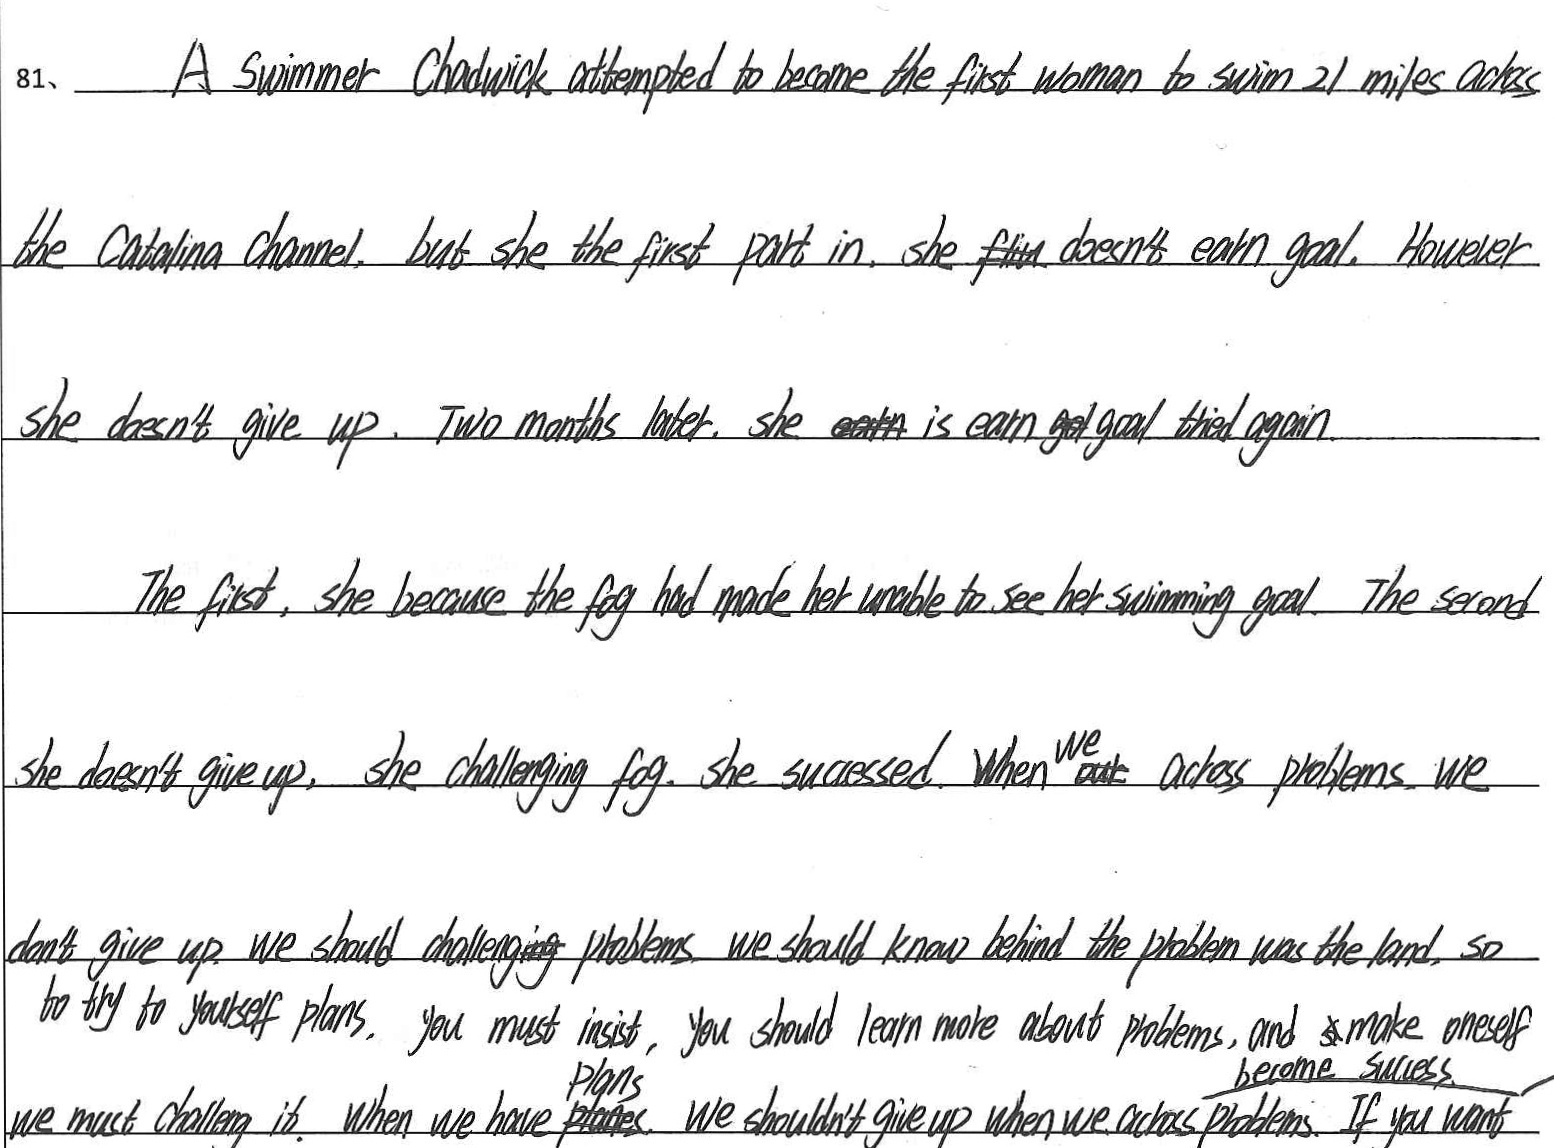 81、 A Swimmer Chadwick attempted to become the first woman to swim 21 miles across
the Catalina Channel. but she the first part in. she doesn't earn goal. However
she doesn't give up. Two months later. she is earn goal tried again.
The first, she because the fog had made her unable to see her swimming goal. The second
she doesn't give up, she challenging fog. she successed. When we across problems. we
don't give up. we should challeng problems. we should know behind the problem was the land. so
to try to yourself plans. you must insist, you should learn more about problems, and make oneself
become success
we must challeng it. When we have plans. We shouldn't give up when we across problems. If you want